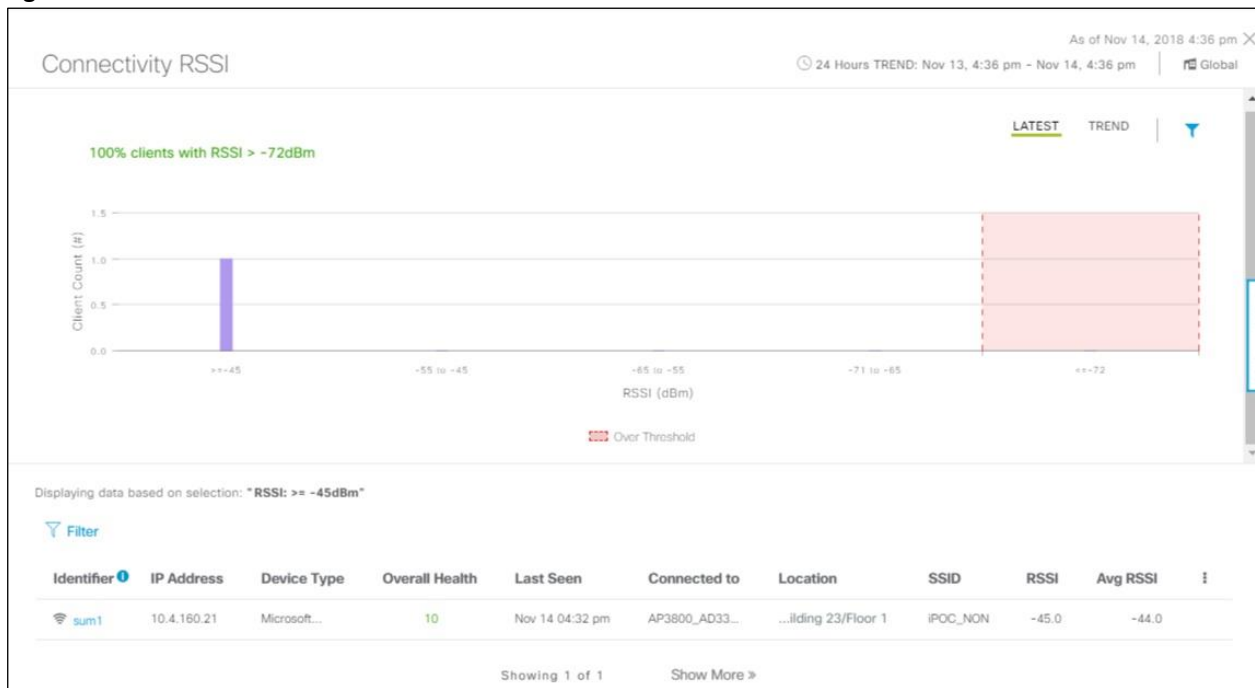 As of Nov 14, 2018 4:36 pm
Connectivity RSSI
24 Hours TREND: Nov 13, 4:36 pm - Nov 14, 4:36 pm
Global
LATEST TREND
100% clients with RSSI > -72dBm
Client Count (#)
1.5
1.0
0.5
0.0
>=-45 -55 to -45 -65 to -55 -71 to -65 <=-72
RSSI (dBm)
Over Threshold
Displaying data based on selection: "RSSI: >= -45dBm"
Filter
Identifier IP Address Device Type Overall Health Last Seen Connected to Location SSID RSSI Avg RSSI
sum1 10.4.160.21 Microsoft... 10 Nov 14 04:32 pm AP3800_AD33... ...ilding 23/Floor 1 iPOC_NON -45.0 -44.0
Showing 1 of 1 Show More »